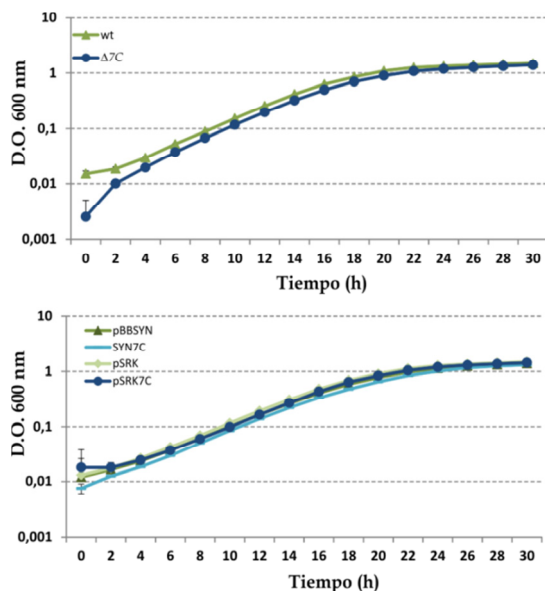 10
wt
Δ7C
1
0,1
0,01
0,001
D.O. 600 nm
0 2 4 6 8 10 12 14 16 18 20 22 24 26 28 30
Tiempo (h)
10
pBBSYN
SYN7C
pSRK
pSRK7C
1
0,1
0,01
0,001
D.O. 600 nm
0 2 4 6 8 10 12 14 16 18 20 22 24 26 28 30
Tiempo (h)